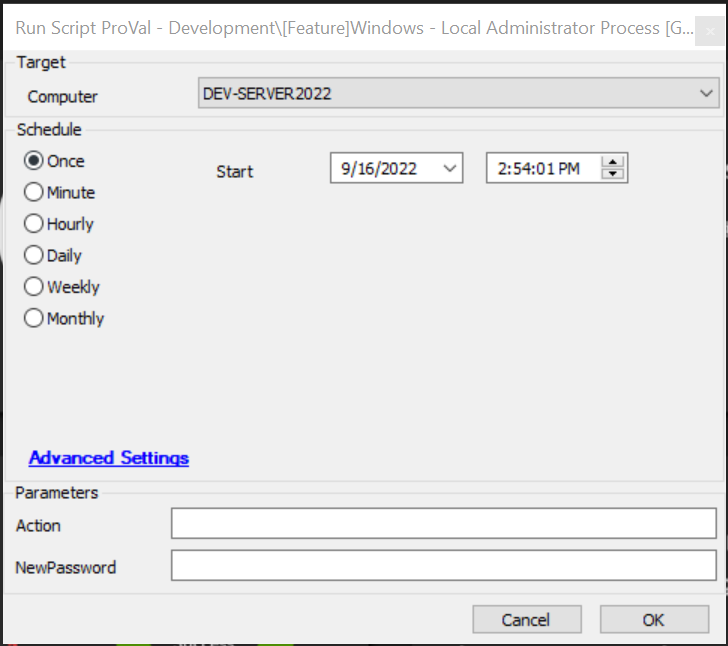 Run Script ProVal - Development\[Feature]Windows - Local Administrator Process [G...
Target
Computer
DEV-SERVER2022
Schedule
Once
Start
9/16/2022
2:54:01 PM
Minute
Hourly
Daily
Weekly
Monthly
Advanced Settings
Parameters
Action
NewPassword
Cancel
OK